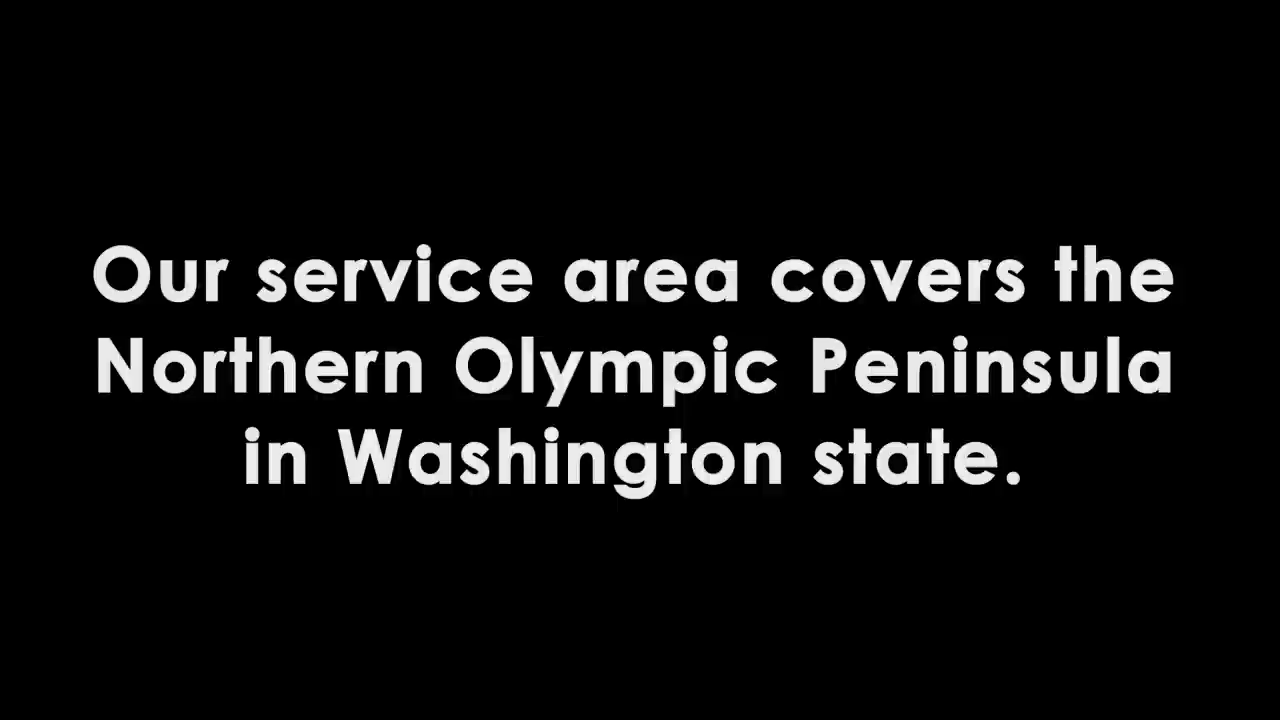 Our service area covers the
Northern Olympic Peninsula
in Washington state.